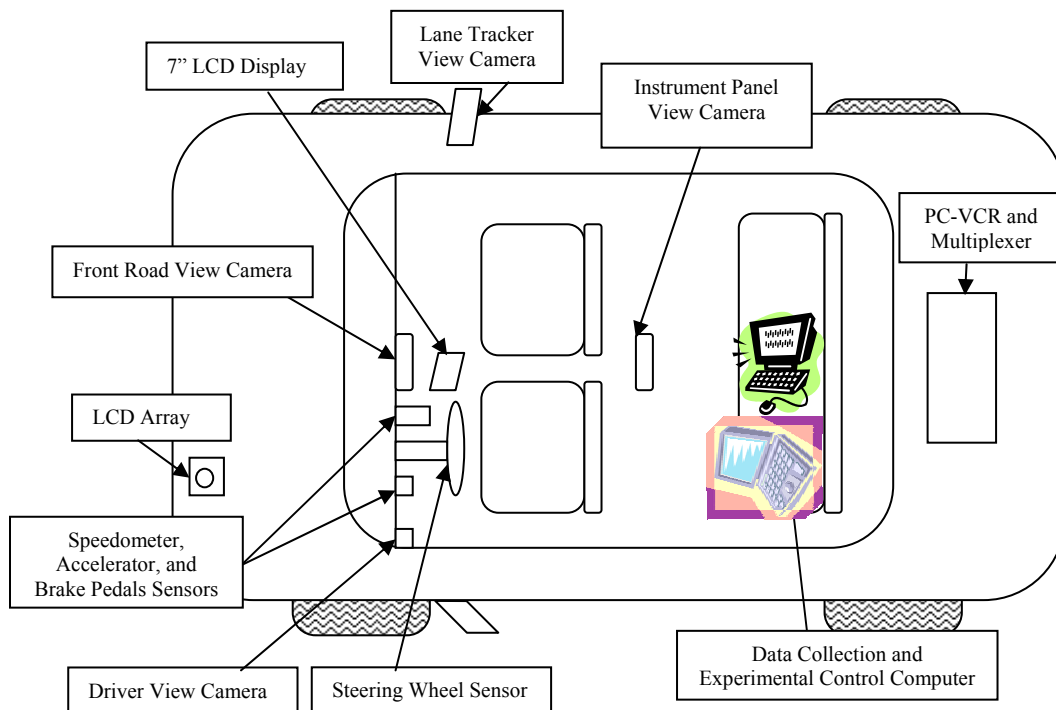 Lane Tracker
View Camera
7” LCD Display
Instrument Panel
View Camera
PC-VCR and
Multiplexer
Front Road View Camera
LCD Array
Speedometer,
Accelerator, and
Brake Pedals Sensors
Driver View Camera
Steering Wheel Sensor
Data Collection and
Experimental Control Computer